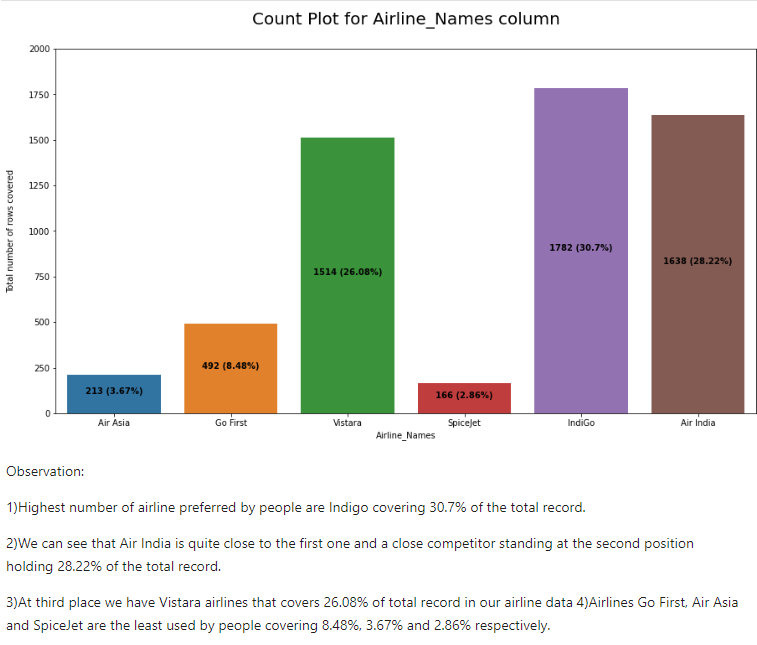 Count Plot for Airline_Names column
Total number of rows covered
2000
1750
1500
1250
1000
750
500
250
0
213 (3.67%)
492 (8.48%)
1514 (26.08%)
166 (2.86%)
1782 (30.7%)
1638 (28.22%)
Air Asia
Go First
Vistara
SpiceJet
IndiGo
Air India
Airline_Names
Observation:
1)Highest number of airline preferred by people are Indigo covering 30.7% of the total record.
2)We can see that Air India is quite close to the first one and a close competitor standing at the second position
holding 28.22% of the total record.
3)At third place we have Vistara airlines that covers 26.08% of total record in our airline data 4)Airlines Go First, Air Asia
and SpiceJet are the least used by people covering 8.48%, 3.67% and 2.86% respectively.